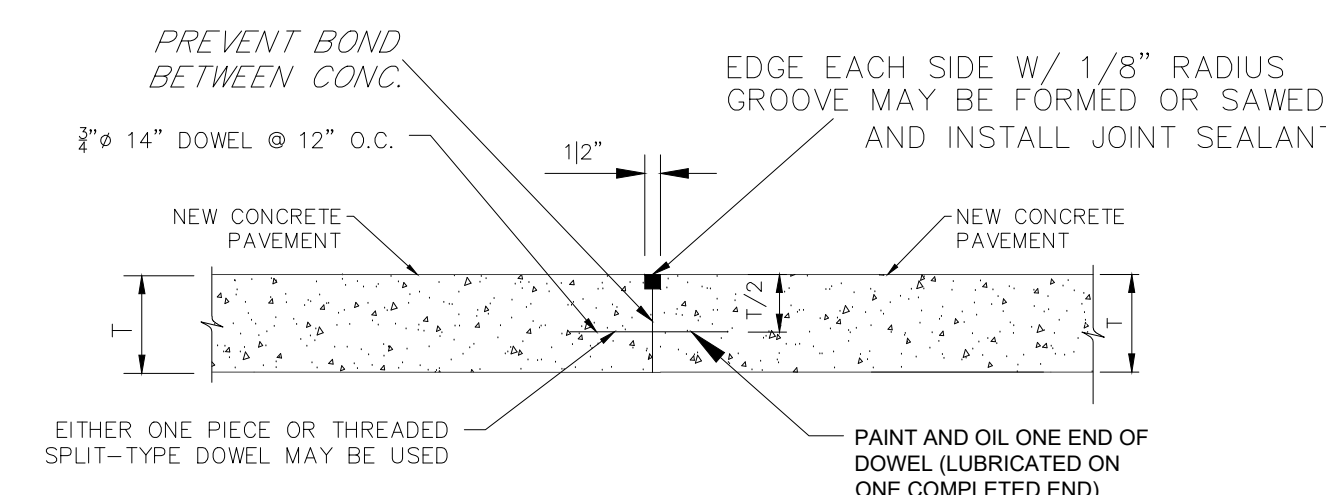 PREVENT BOND
BETWEEN CONC.
EDGE EACH SIDE W/ 1/8" RADIUS
GROOVE MAY BE FORMED OR SAWED
AND INSTALL JOINT SEALANT
3/4"ø 14" DOWEL @ 12" O.C.
1|2"
NEW CONCRETE
PAVEMENT
NEW CONCRETE
PAVEMENT
T
T/2
T
EITHER ONE PIECE OR THREADED
SPLIT-TYPE DOWEL MAY BE USED
PAINT AND OIL ONE END OF
DOWEL (LUBRICATED ON
ONE COMPLETED END)